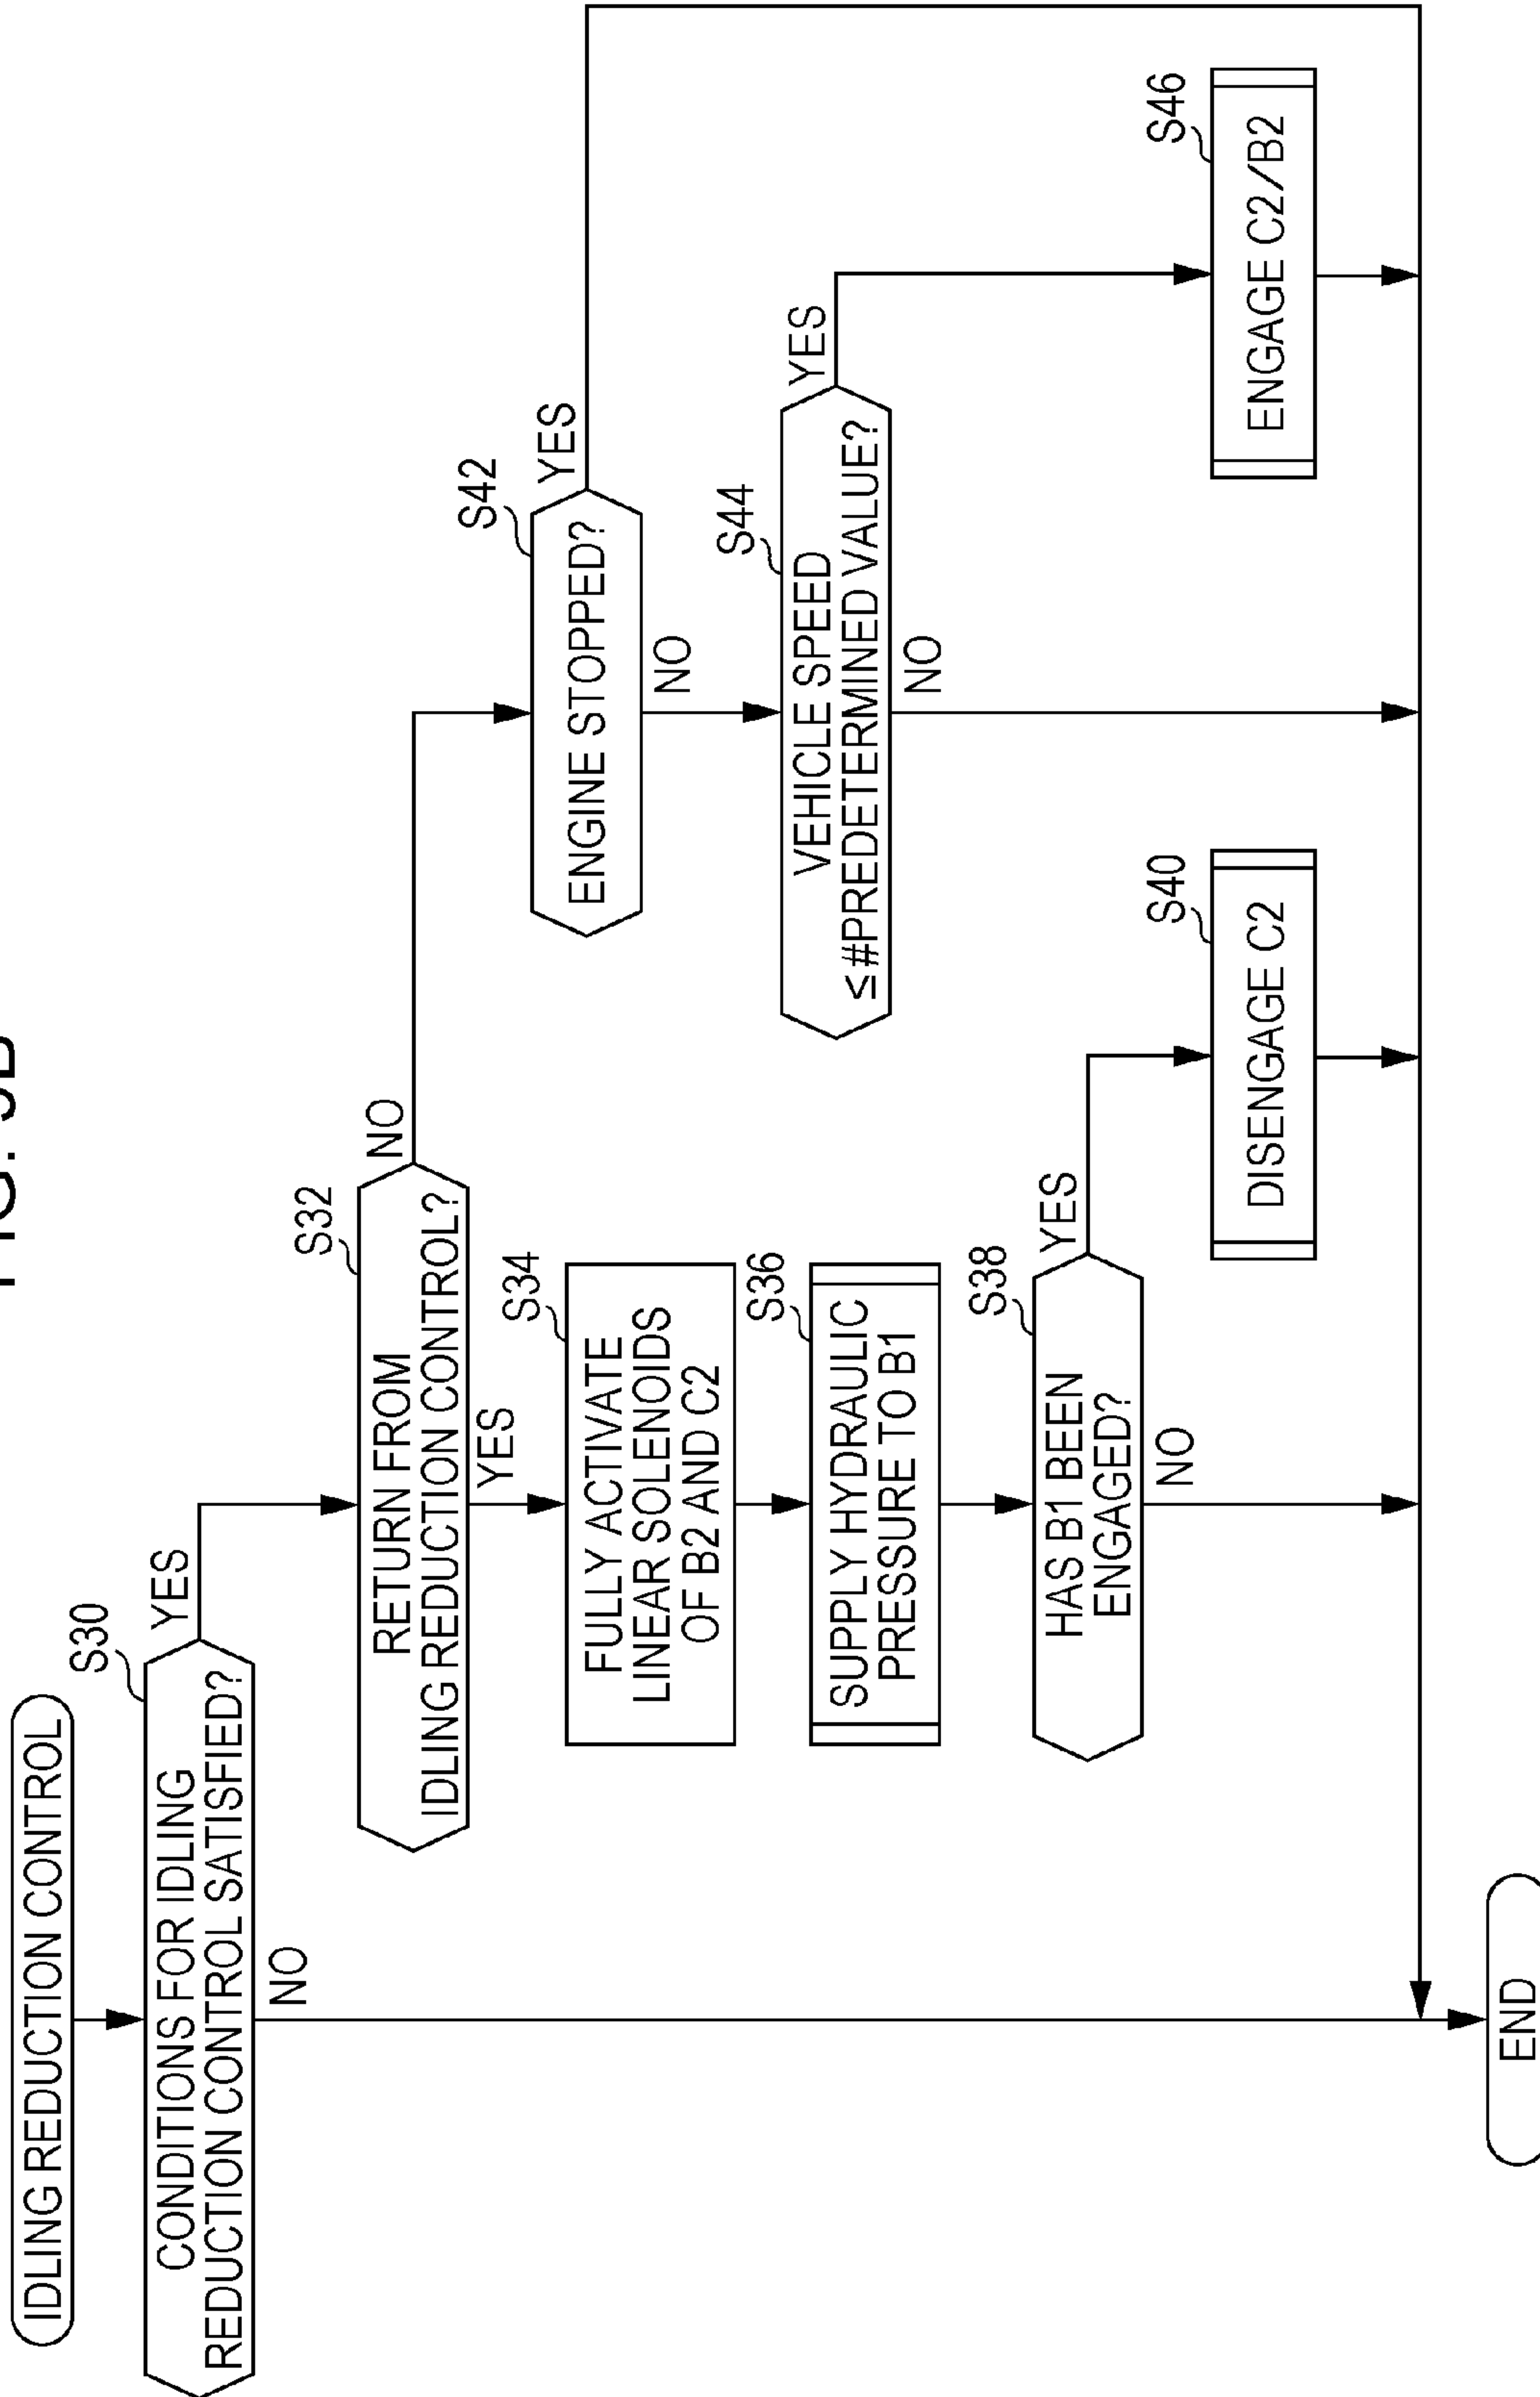 IDLING REDUCTION CONTROL
S30
CONDITIONS FOR IDLING
REDUCTION CONTROL SATISFIED?
YES
NO
S32
RETURN FROM
IDLING REDUCTION CONTROL?
NO
YES
S34
FULLY ACTIVATE
LINEAR SOLENOIDS
OF B2 AND C2
S36
SUPPLY HYDRAULIC
PRESSURE TO B1
S38
HAS B1 BEEN
ENGAGED?
YES
NO
S40
DISENGAGE C2
S42
ENGINE STOPPED?
YES
NO
S44
VEHICLE SPEED
≤#PREDETERMINED VALUE?
YES
NO
S46
ENGAGE C2/B2
END